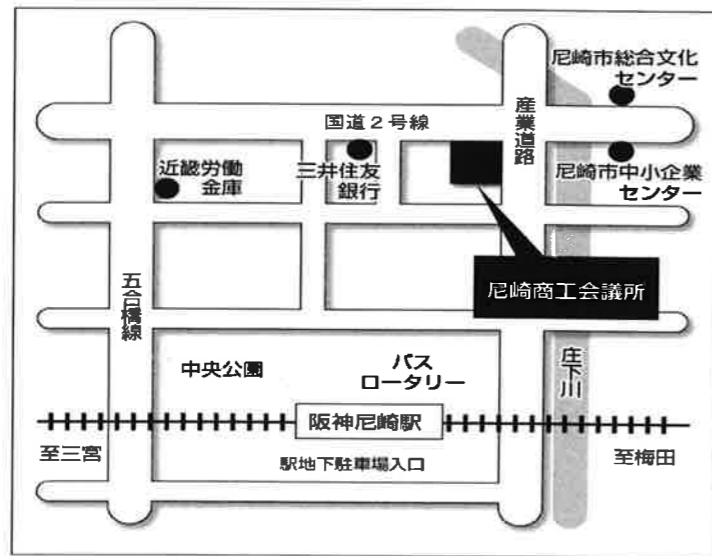 尼崎市総合文化
センター
国道2号線
産業道路
近畿労働
金庫
三井住友
銀行
尼崎市中小企業
センター
尼崎商工会議所
五合橋線
中央公園
バス
ロータリー
庄下川
阪神尼崎駅
至三宮
至梅田
駅地下駐車場入口